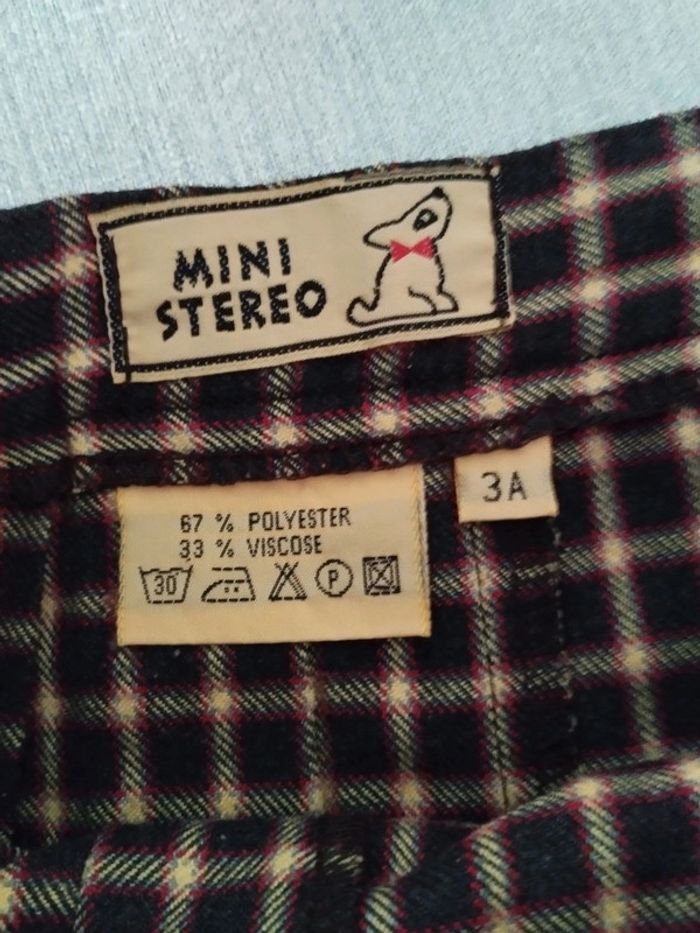 MINI
STEREO
3A
67 % POLYESTER
33 % VISCOSE
30 P